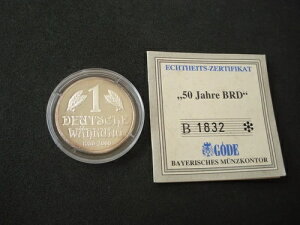 1
DEUTSCHE
WÄHRUNG
ECHTHEITS-ZERTIFIKAT
„50 Jahre BRD“
B 1832 ✻
GÖDE
BAYERISCHES MÜNZKONTOR